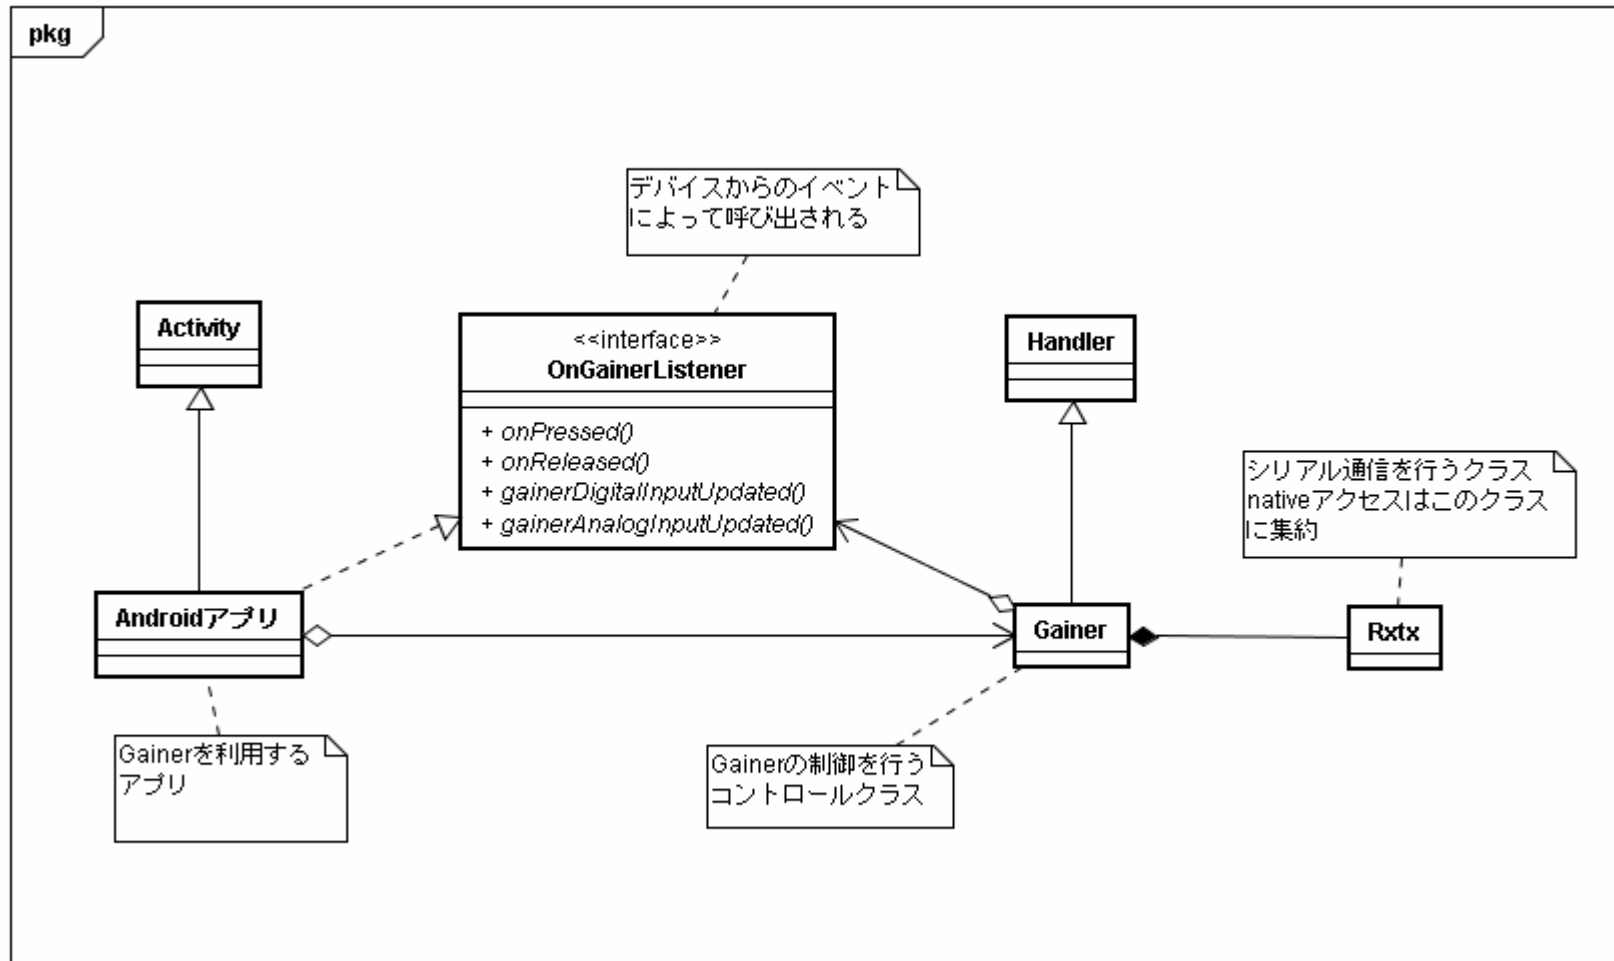 pkg
デバイスからのイベント
によって呼び出される
Activity
<<interface>>
OnGainerListener
+ onPressed()
+ onReleased()
+ gainerDigitalInputUpdated()
+ gainerAnalogInputUpdated()
Handler
シリアル通信を行うクラス
nativeアクセスはこのクラス
に集約
Androidアプリ
Gainer
Rxtx
Gainerを利用する
アプリ
Gainerの制御を行う
コントロールクラス